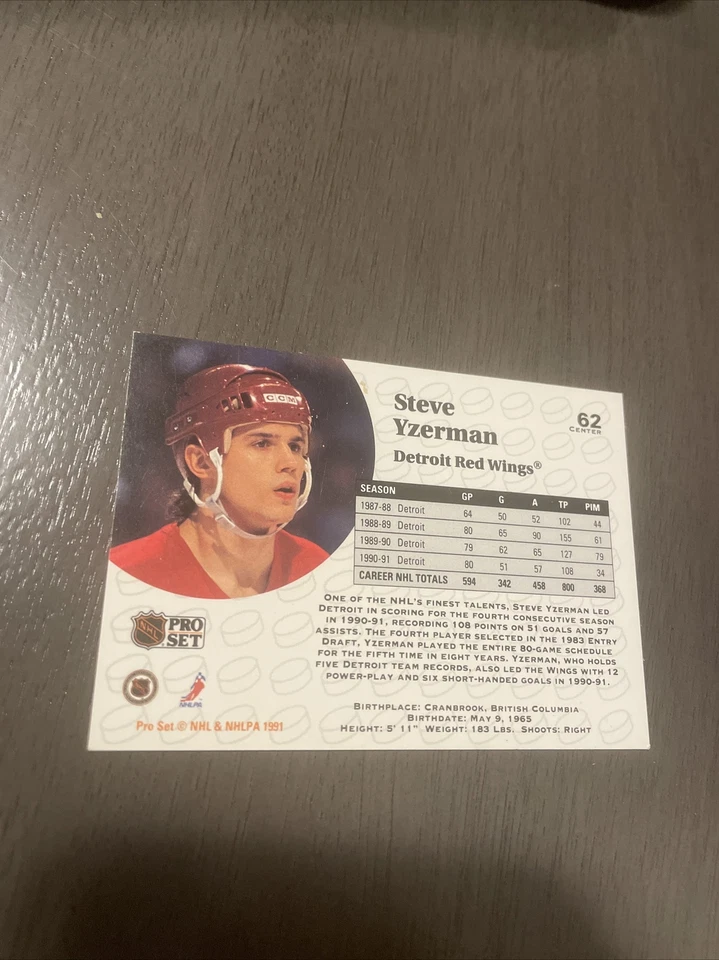 CCM
Steve
Yzerman
Detroit Red Wings®
62
CENTER
SEASON GP G A TP PIM
1987-88 Detroit 64 50 52 102 44
1988-89 Detroit 80 65 90 155 61
1989-90 Detroit 79 62 65 127 79
1990-91 Detroit 80 51 57 108 34
CAREER NHL TOTALS 594 342 458 800 368
ONE OF THE NHL'S FINEST TALENTS, STEVE YZERMAN LED
DETROIT IN SCORING FOR THE FOURTH CONSECUTIVE SEASON
IN 1990-91, RECORDING 108 POINTS ON 51 GOALS AND 57
ASSISTS. THE FOURTH PLAYER SELECTED IN THE 1983 ENTRY
DRAFT, YZERMAN PLAYED THE ENTIRE 80-GAME SCHEDULE
FOR THE FIFTH TIME IN EIGHT YEARS. YZERMAN, WHO HOLDS
FIVE DETROIT TEAM RECORDS, ALSO LED THE WINGS WITH 12
POWER-PLAY AND SIX SHORT-HANDED GOALS IN 1990-91.
BIRTHPLACE: CRANBROOK, BRITISH COLUMBIA
BIRTHDATE: MAY 9, 1965
HEIGHT: 5' 11" WEIGHT: 183 LBS. SHOOTS: RIGHT
NHL PRO
SET
NHLPA
Pro Set © NHL & NHLPA 1991